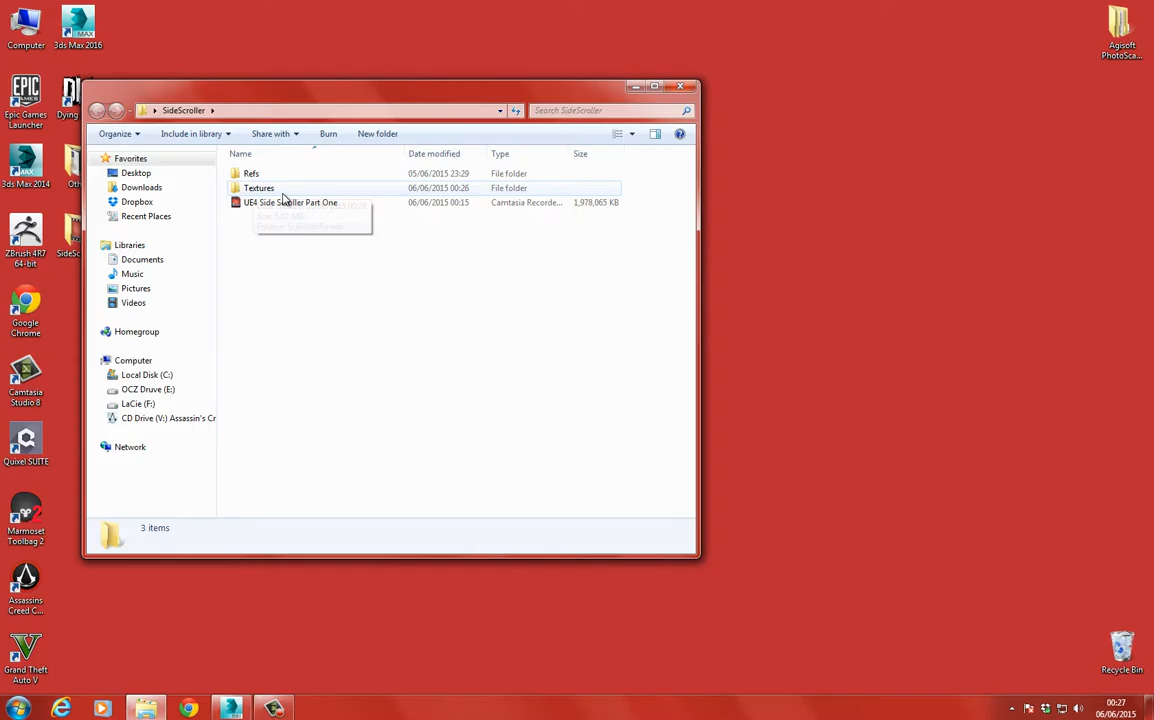 Computer
3ds Max 2016
Agisoft
PhotoSca...
EPIC
GAMES
Epic Games
Launcher
Dying
3ds Max 2014
Oth
ZBrush 4R7
64-bit
SideSc
Google
Chrome
Camtasia
Studio 8
Quixel SUITE
Marmoset
Toolbag 2
Assassins
Creed C...
Grand Theft
Auto V
Recycle Bin
SideScroller
Search SideScroller
Organize
Include in library
Share with
Burn
New folder
Favorites
Desktop
Downloads
Dropbox
Recent Places
Libraries
Documents
Music
Pictures
Videos
Homegroup
Computer
Local Disk (C:)
OCZ Druve (E:)
LaCie (F:)
CD Drive (V:) Assassin's Cr
Network
Name Date modified Type Size
Refs 05/06/2015 23:29 File folder
Textures 06/06/2015 00:26 File folder
UE4 Side Scroller Part One 06/06/2015 00:15 Camtasia Recorde... 1,978,065 KB
3 items
00:27
06/06/2015